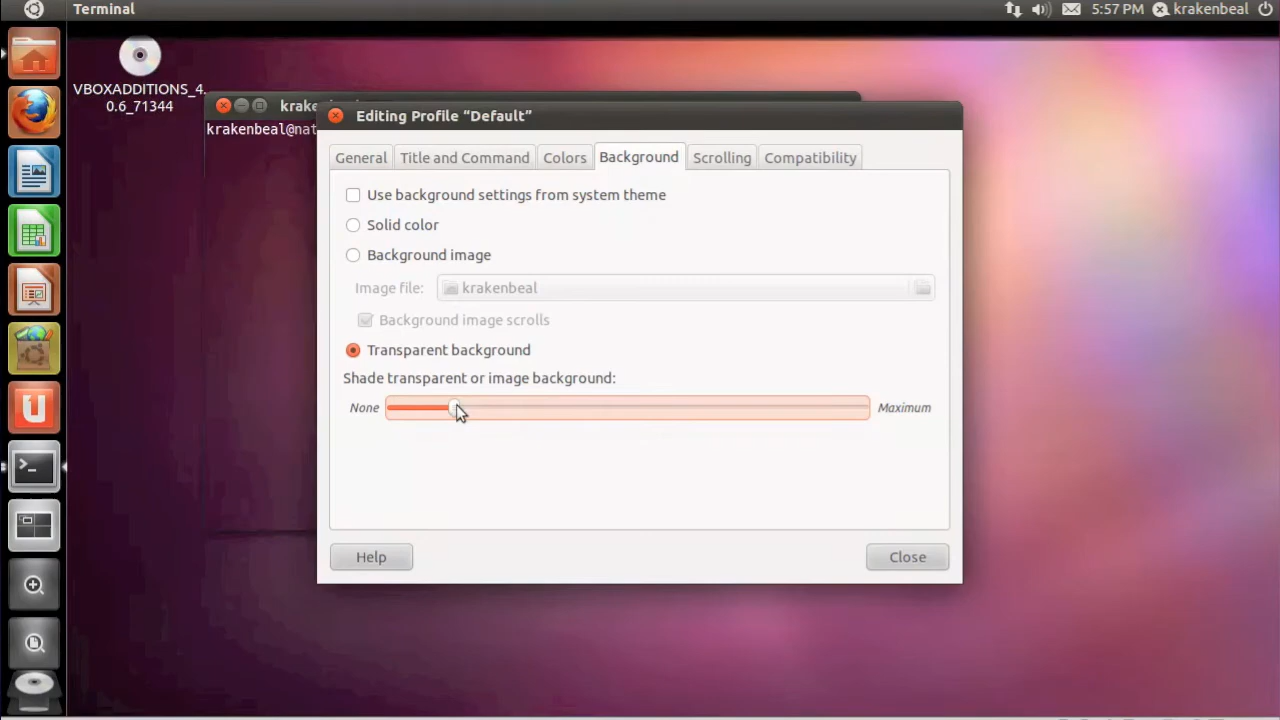 Terminal
5:57 PM
krakenbeal
VBOXADDITIONS_4.
0.6_71344
Editing Profile “Default”
krakenbeal@nat
General
Title and Command
Colors
Background
Scrolling
Compatibility
Use background settings from system theme
Solid color
Background image
Image file:
krakenbeal
Background image scrolls
Transparent background
Shade transparent or image background:
None
Maximum
Help
Close